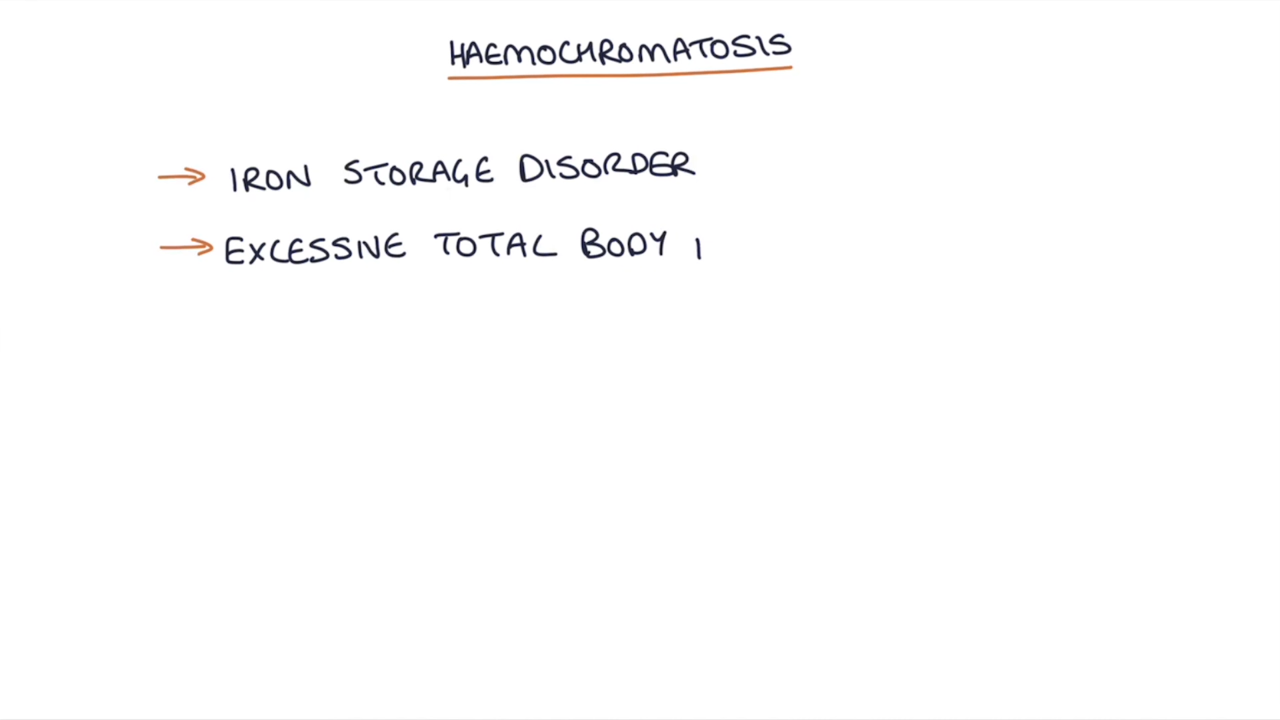 HAEMOCHROMATOSIS
→ IRON STORAGE DISORDER
→ EXCESSIVE TOTAL BODY I